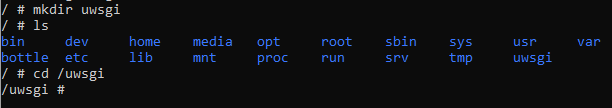 / # mkdir uwsgi
/ # ls
bin     dev     home    media   opt     root    sbin    sys     usr     var
bottle  etc     lib     mnt     proc    run     srv     tmp     uwsgi
/ # cd /uwsgi
/uwsgi #